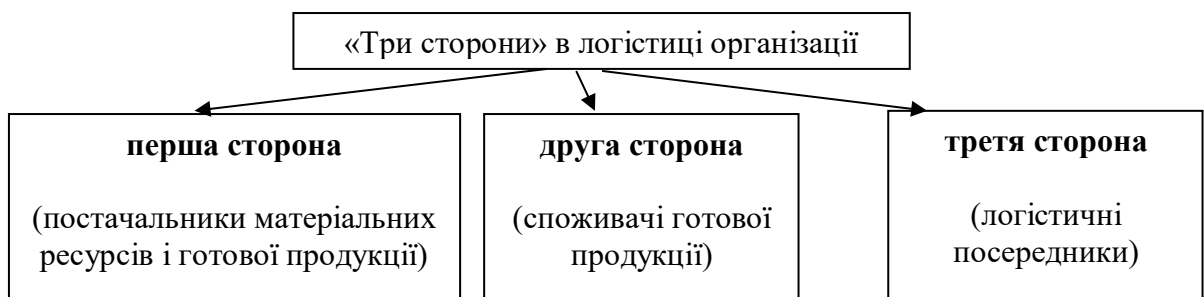 «Три сторони» в логістиці організації
перша сторона
(постачальники матеріальних
ресурсів і готової продукції)
друга сторона
(споживачі готової
продукції)
третя сторона
(логістичні
посередники)